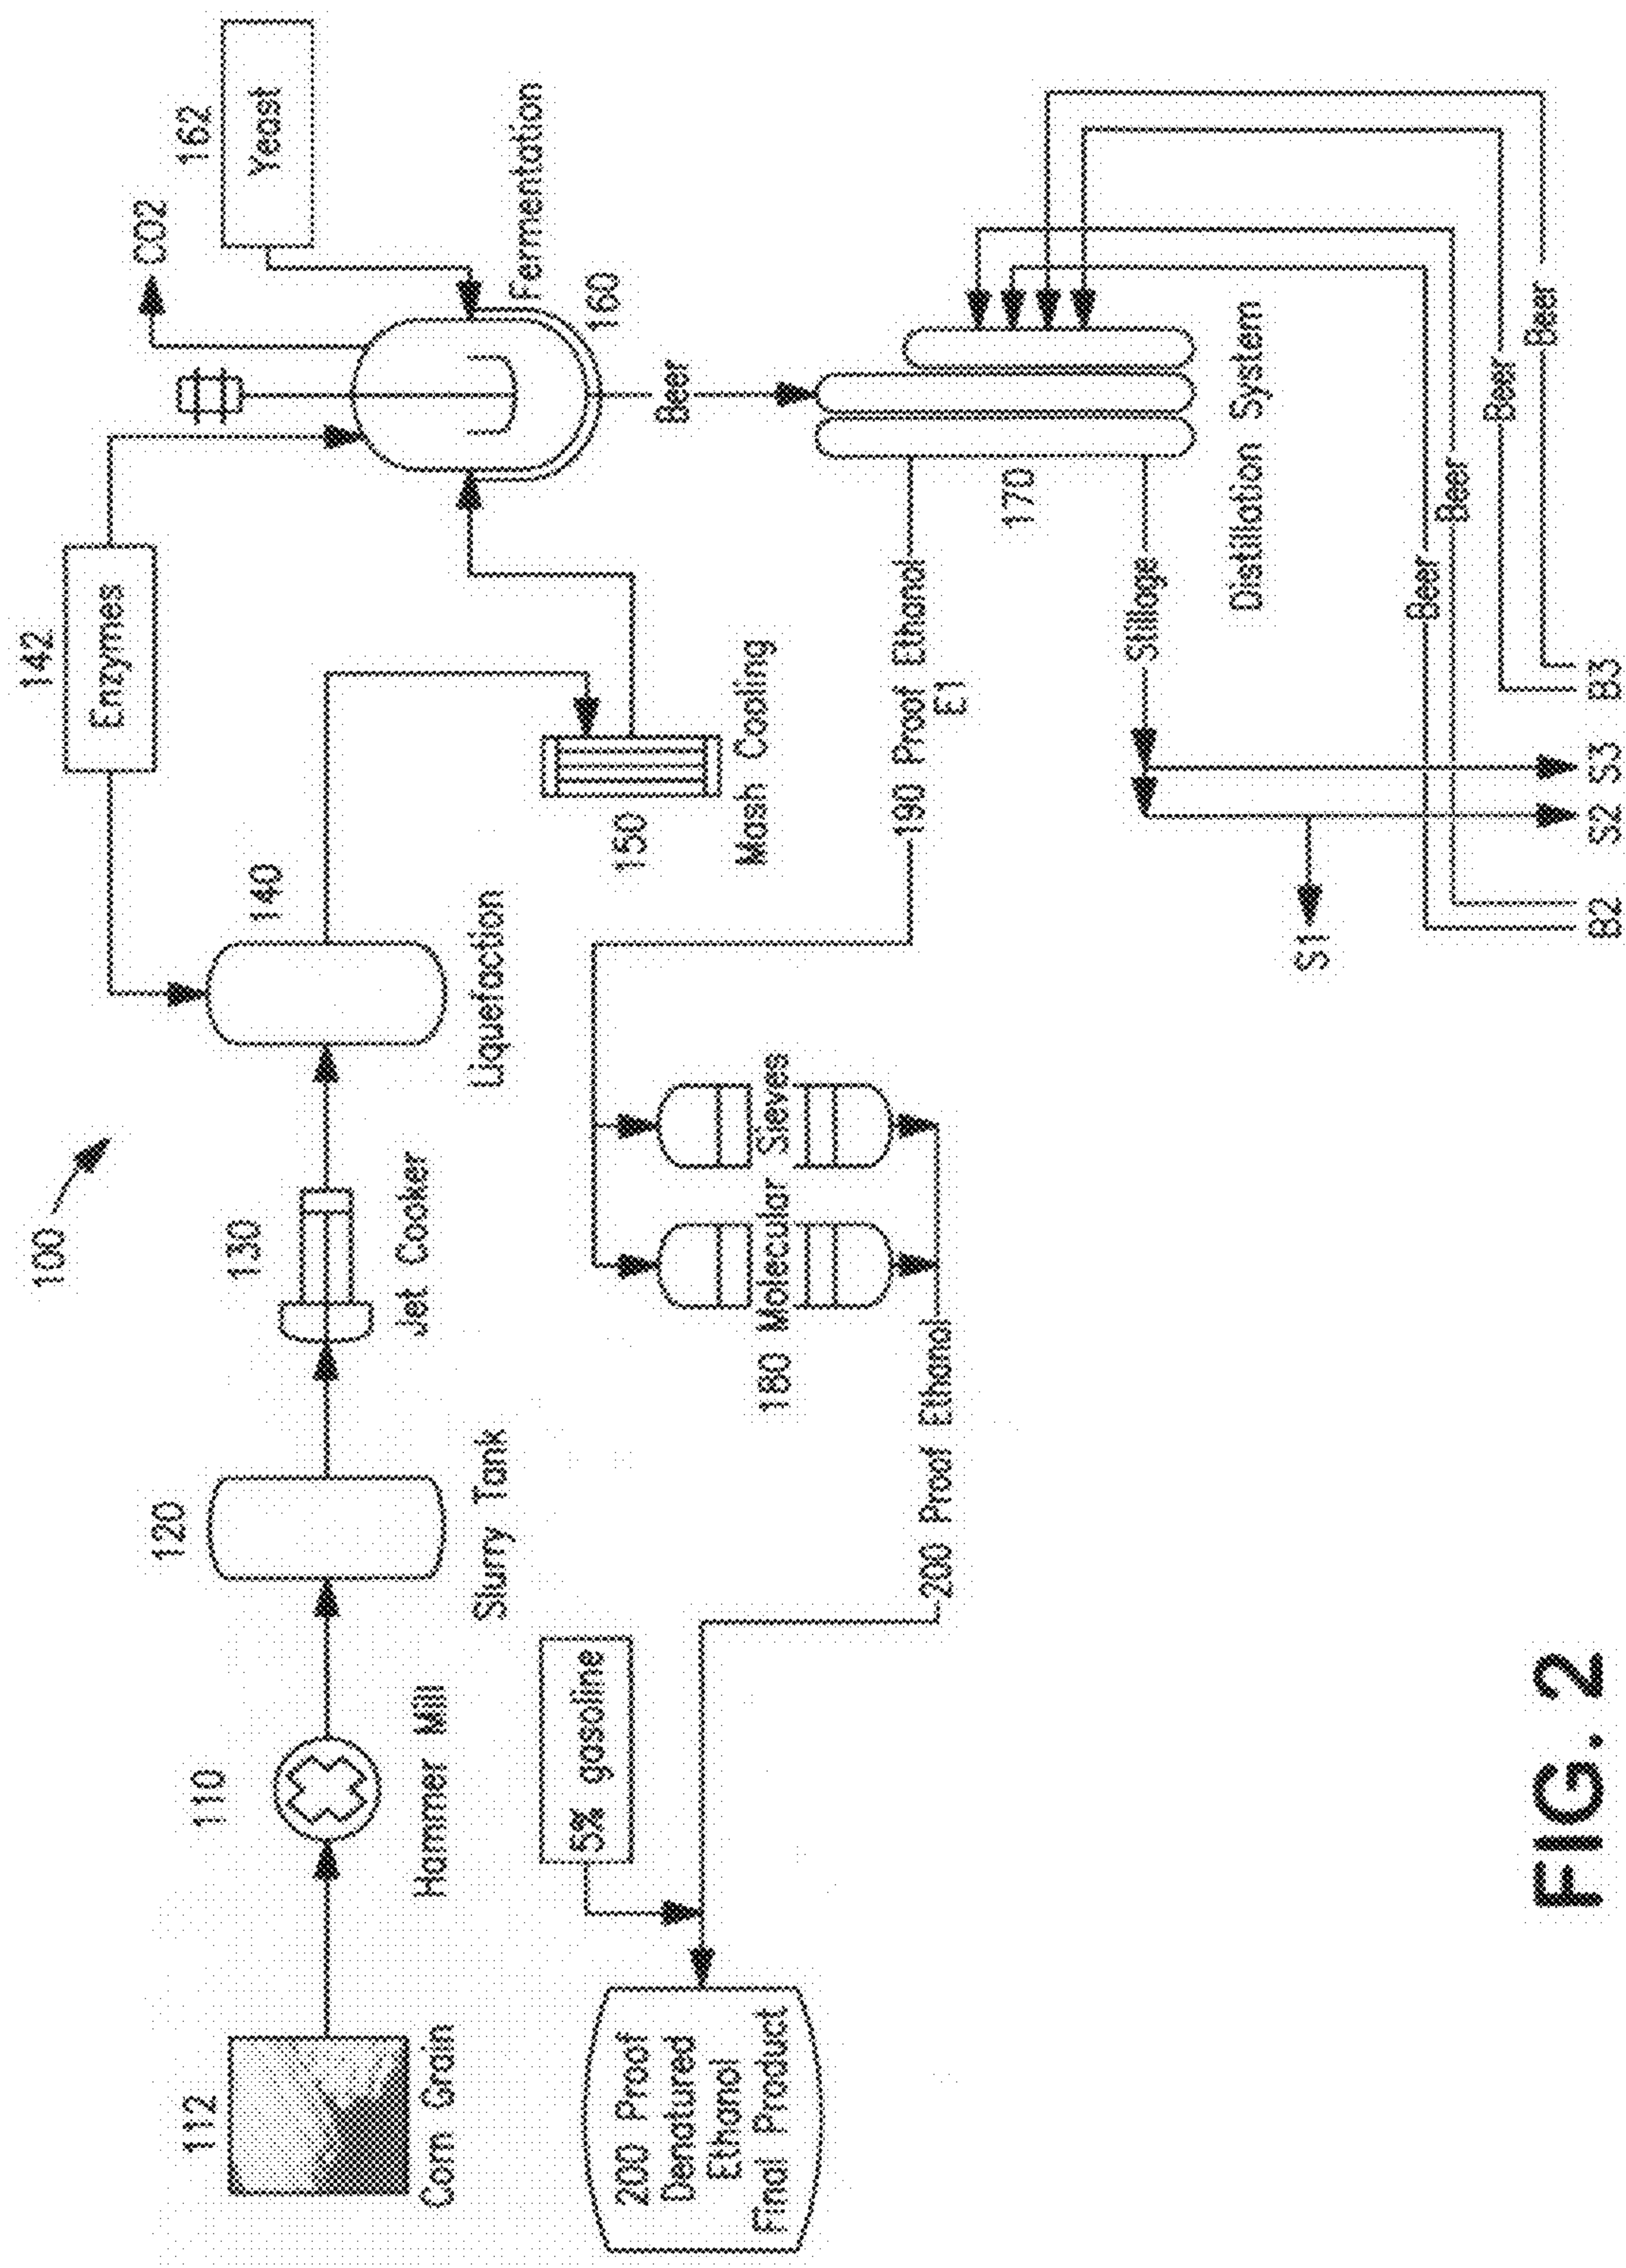 100
142
Enzymes
CO2
162
Yeast
112
Corn Grain
110
Hammer Mill
120
Slurry Tank
130
Jet Cooker
140
Liquefaction
150
Mash Cooling
Fermentation
160
Beer
5% gasoline
200 Proof
Denatured
Ethanol
Final Product
200 Proof Ethanol
180 Molecular Sieves
190 Proof Ethanol
E1
170
Stillage
Distillation System
S1
Beer
Beer
Beer
Beer
B2
S2
S3
B3
FIG. 2